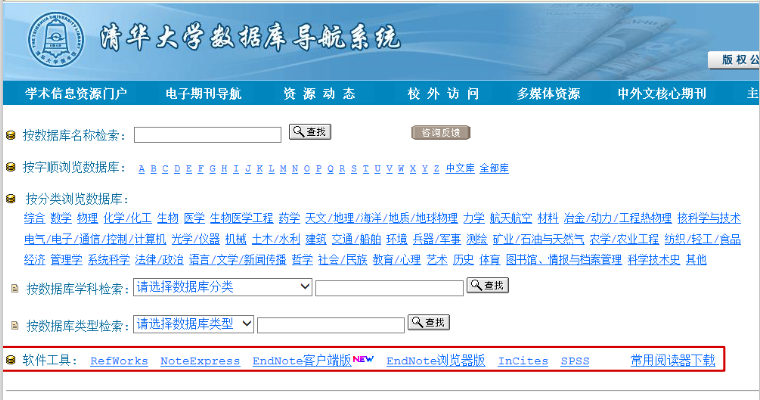 清华大学数据库导航系统
版权公
学术信息资源门户 电子期刊导航 资源动态 校外访问 多媒体资源 中外文核心期刊 主
按数据库名称检索: 查找 咨询反馈
按字顺浏览数据库: A B C D E F G H I J K L M N O P Q R S T U V W X Y Z 中文库 全部库
按分类浏览数据库:
综合 数学 物理 化学/化工 生物 医学 生物医学工程 药学 天文/地理/海洋/地质/地球物理 力学 航天航空 材料 冶金/动力/工程热物理 核科学与技术
电气/电子/通信/控制/计算机 光学/仪器 机械 土木/水利 建筑 交通/船舶 环境 兵器/军事 测绘 矿业/石油与天然气 农学/农业工程 纺织/轻工/食品
经济 管理学 系统科学 法律/政治 语言/文学/新闻传播 哲学 社会/民族 教育/心理 艺术 历史 体育 图书馆、情报与档案管理 科学技术史 其他
按数据库学科检索: 请选择数据库分类 查找
按数据库类型检索: 请选择数据库类型 查找
软件工具: RefWorks NoteExpress EndNote客户端版 NEW EndNote浏览器版 InCites SPSS 常用阅读器下载